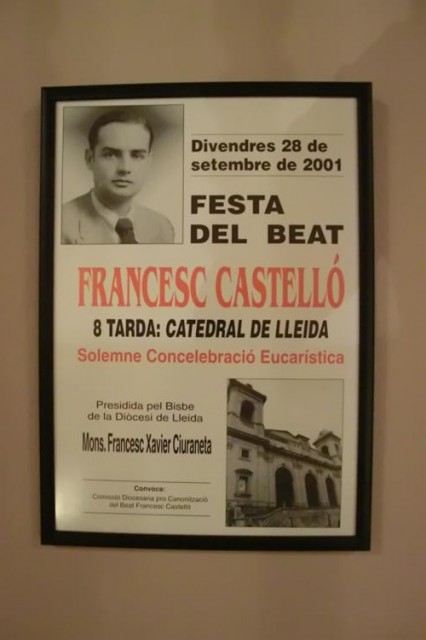 Divendres 28 de
setembre de 2001
FESTA
DEL BEAT
FRANCESC CASTELLÓ
8 TARDA: CATEDRAL DE LLEIDA
Solemne Concelebració Eucarística
Presidida pel Bisbe
de la Diòcesi de Lleida
Mons. Francesc Xavier Ciuraneta
Convoca:
Comissió Diocesana pro Canonització
del Beat Francesc Castelló